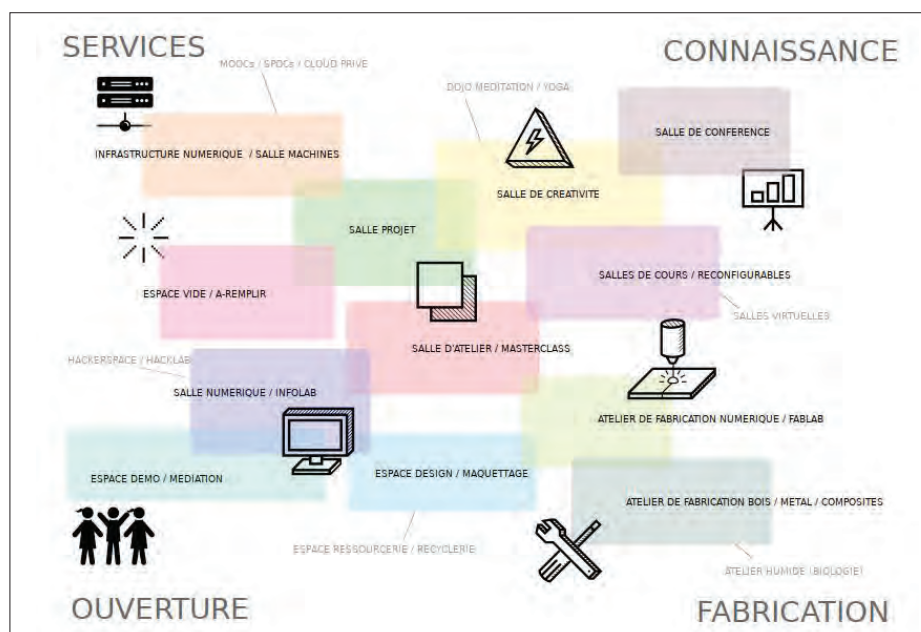 SERVICES
CONNAISSANCE
MOOCs / SPOCs / CLOUD PRIVE
DOJO MEDITATION / YOGA
SALLE DE CONFERENCE
INFRASTRUCTURE NUMERIQUE / SALLE MACHINES
SALLE DE CREATIVITE
SALLE PROJET
SALLES DE COURS / RECONFIGURABLES
ESPACE VIDE / A-REMPLIR
SALLES VIRTUELLES
SALLE D'ATELIER / MASTERCLASS
HACKERSPACE / HACKLAB
SALLE NUMERIQUE / INFOLAB
ATELIER DE FABRICATION NUMERIQUE / FABLAB
ESPACE DEMO / MEDIATION
ESPACE DESIGN / MAQUETTAGE
ATELIER DE FABRICATION BOIS / METAL / COMPOSITES
ESPACE RESSOURCERIE / RECYCLERIE
ATELIER HUMIDE (BIOLOGIE)
OUVERTURE
FABRICATION